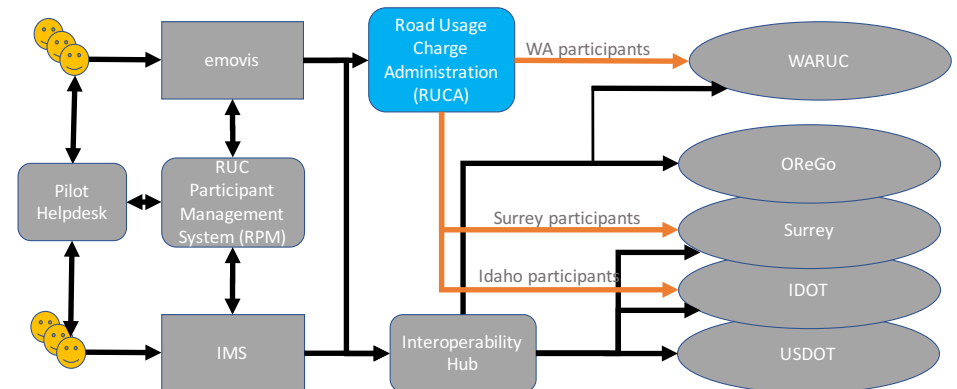 emovis
Road Usage
Charge
Administration
(RUCA)
WA participants
WARUC
Pilot
Helpdesk
RUC
Participant
Management
System (RPM)
OReGo
Surrey participants
Surrey
Idaho participants
IDOT
IMS
Interoperability
Hub
USDOT